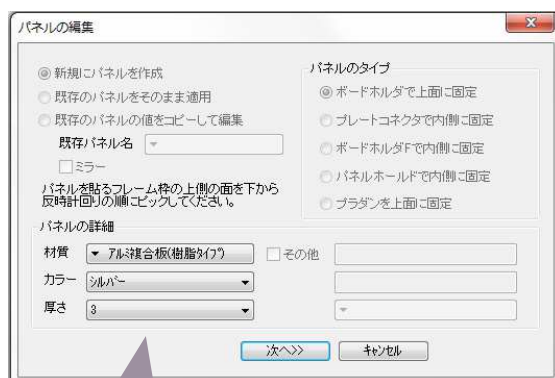 パネルの編集
新規にパネルを作成
既存のパネルをそのまま適用
既存のパネルの値をコピーして編集
既存パネル名
ミラー
パネルを貼るフレーム枠の上側の面を下から
反時計回りの順にピックしてください。
パネルのタイプ
ボードホルダで上面に固定
プレートコネクタで内側に固定
ボードホルダFで内側に固定
パネルホールドで内側に固定
プラダンを上面に固定
パネルの詳細
材質 アルミ複合板(樹脂タイプ) その他
カラー シルバー
厚さ 3
次へ>> キャンセル